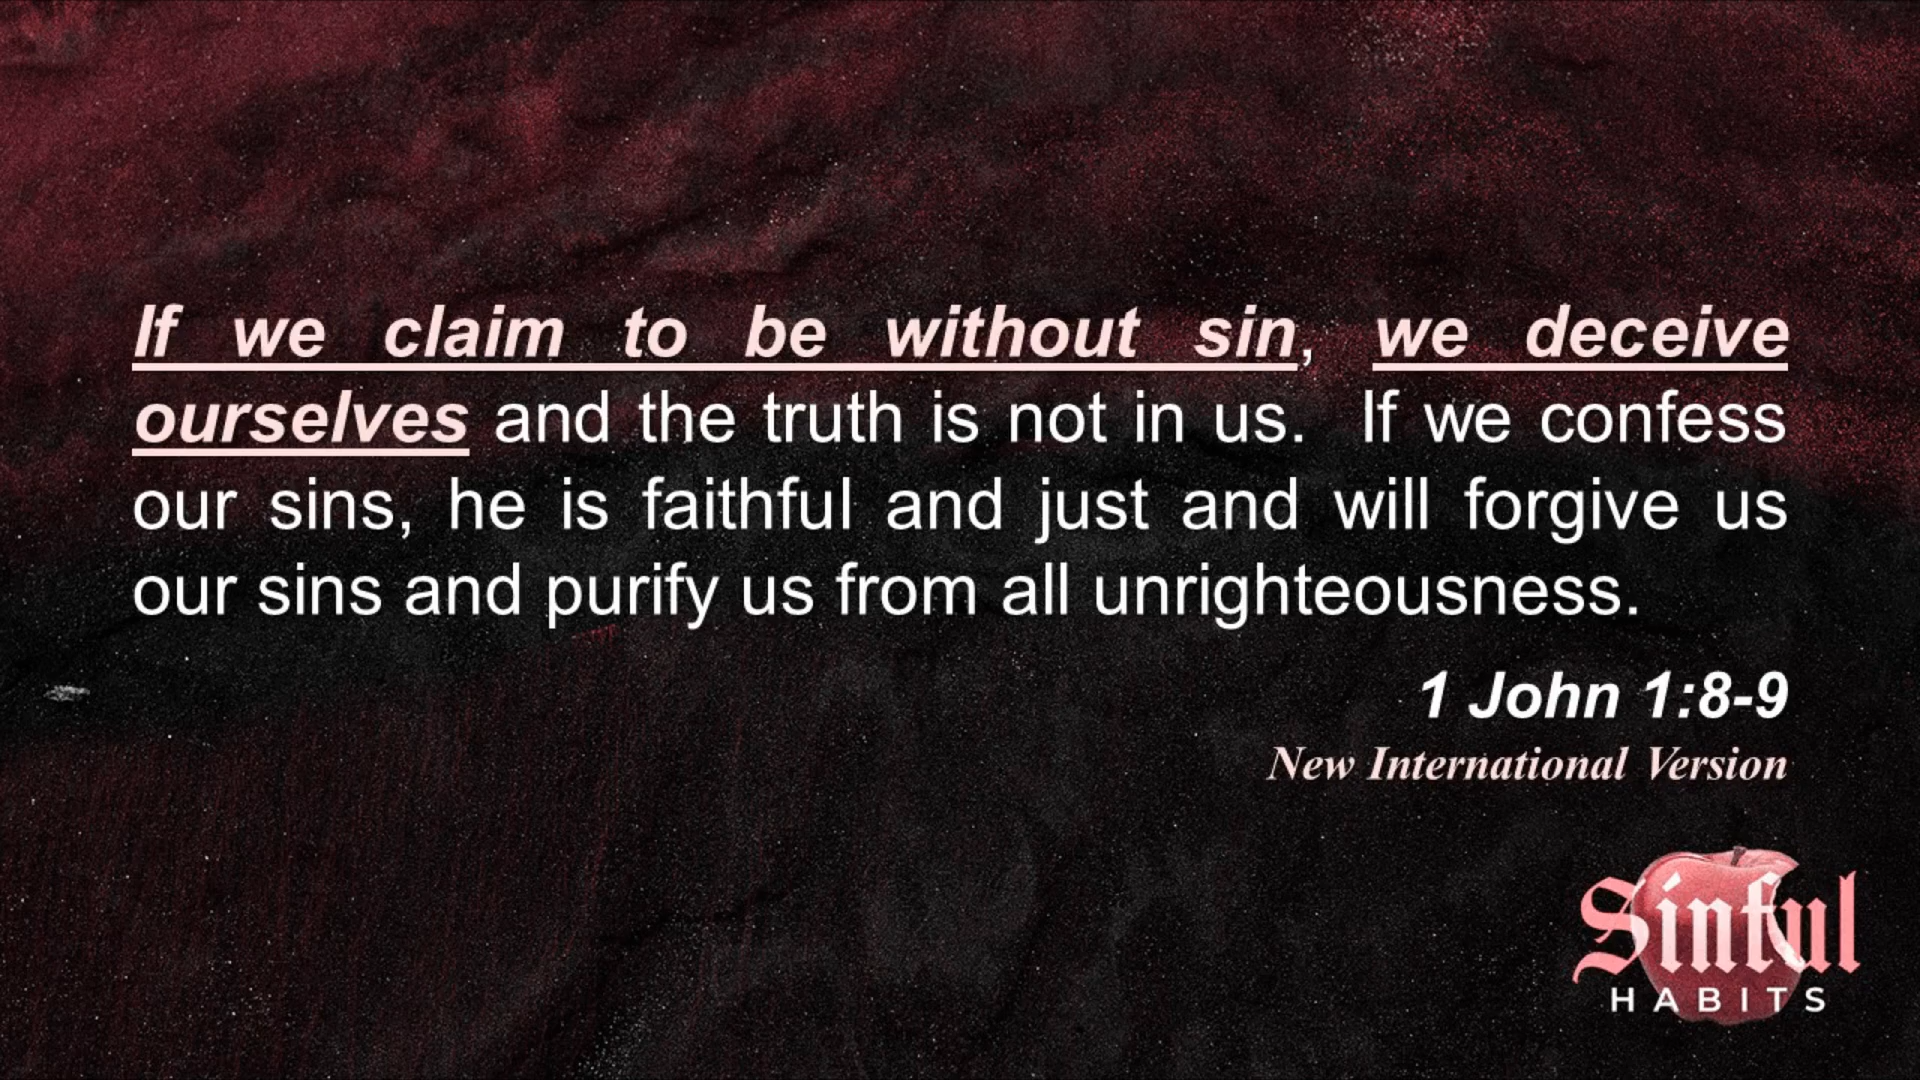 If we claim to be without sin, we deceive
ourselves and the truth is not in us.  If we confess
our sins, he is faithful and just and will forgive us
our sins and purify us from all unrighteousness.
1 John 1:8-9
New International Version
Sinful
HABITS